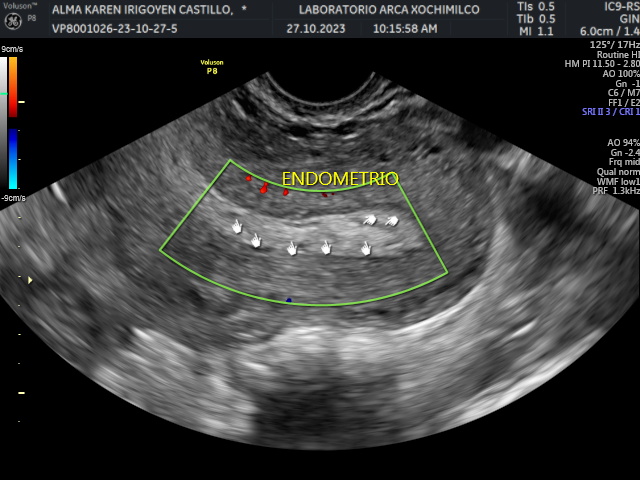 Voluson™
P8
ALMA KAREN IRIGOYEN CASTILLO, *
LABORATORIO ARCA XOCHIMILCO
VP8001026-23-10-27-5
27.10.2023
10:15:58 AM
TIs 0.5
TIb 0.5
MI 1.1
IC9-RS
GIN
6.0cm / 1.4
125°/ 17Hz
Routine HI
HM PI 11.50 - 2.80
AO 100%
Gn -1
C6 / M7
FF1 / E2
SRI II 3 / CRI 1
AO 94%
Gn -2.4
Frq mid
Qual norm
WMF low1
PRF 1.3kHz
9cm/s
-9cm/s
Voluson
P8
ENDOMETRIO